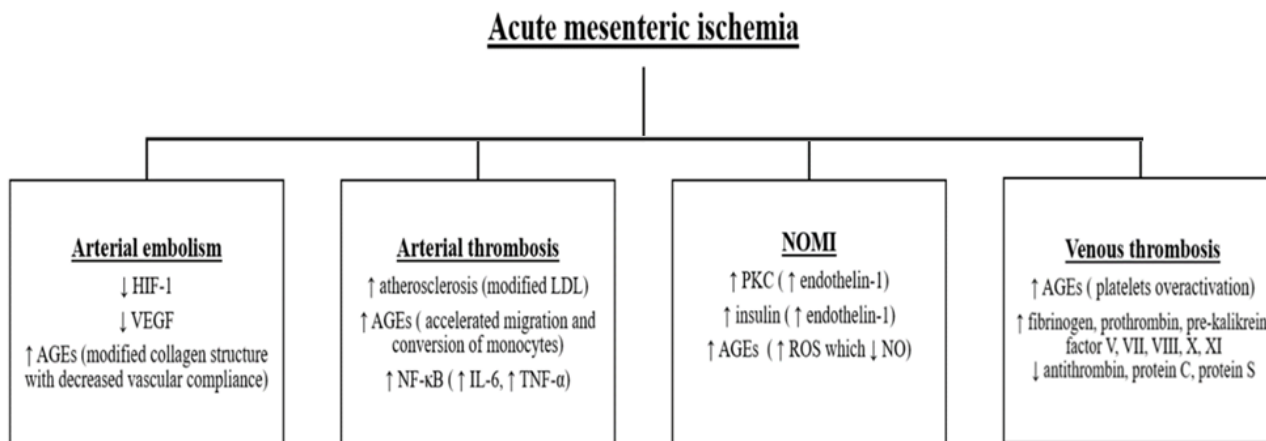 Acute mesenteric ischemia
Arterial embolism
↓ HIF-1
↓ VEGF
↑ AGEs (modified collagen structure
with decreased vascular compliance)
Arterial thrombosis
↑ atherosclerosis (modified LDL)
↑ AGEs ( accelerated migration and
conversion of monocytes)
↑ NF-κB ( ↑ IL-6, ↑ TNF-α)
NOMI
↑ PKC ( ↑ endothelin-1)
↑ insulin ( ↑ endothelin-1)
↑ AGEs ( ↑ ROS which ↓ NO)
Venous thrombosis
↑ AGEs ( platelets overactivation)
↑ fibrinogen, prothrombin, pre-kalikrein,
factor V, VII, VIII, X, XI
↓ antithrombin, protein C, protein S